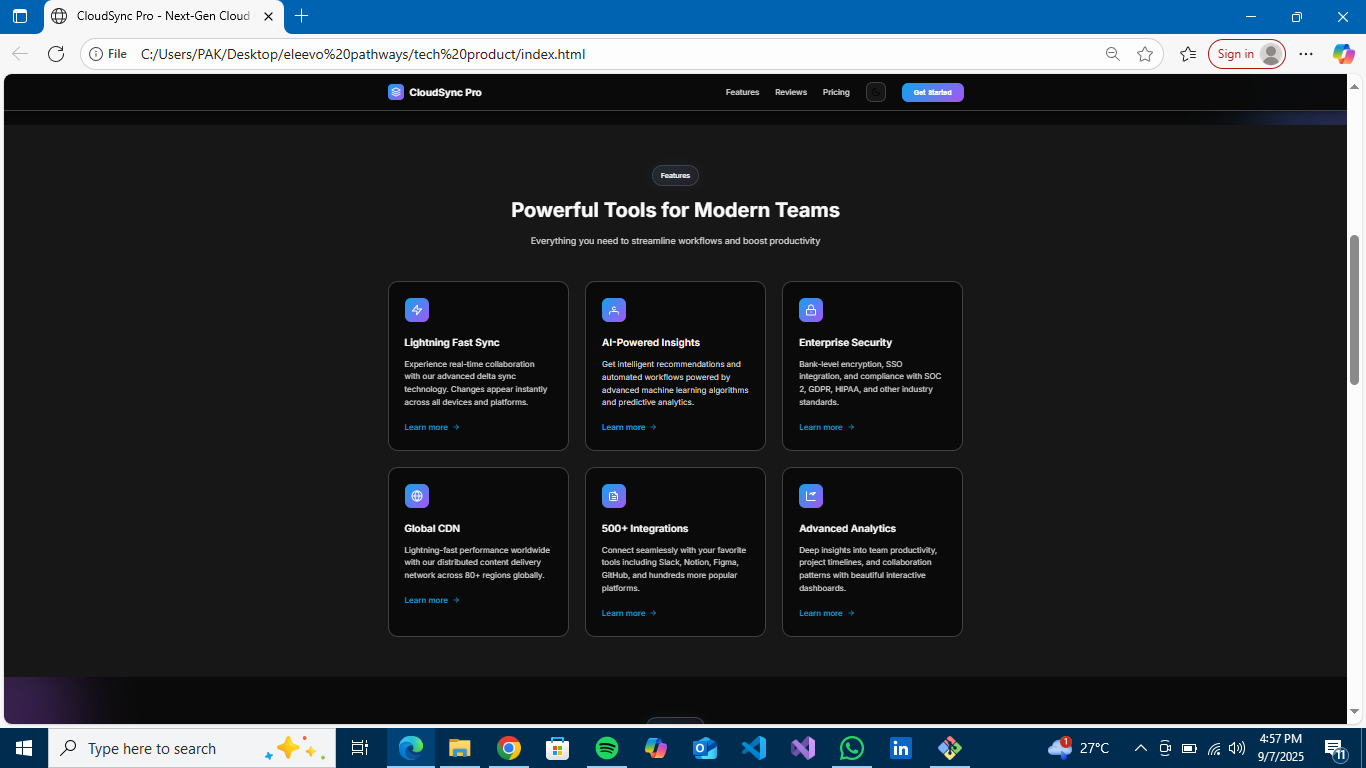 CloudSync Pro - Next-Gen Cloud
File C:/Users/PAK/Desktop/eleevo%20pathways/tech%20product/index.html
Sign in
CloudSync Pro
Features Reviews Pricing
Get Started
Features
Powerful Tools for Modern Teams
Everything you need to streamline workflows and boost productivity
Lightning Fast Sync
Experience real-time collaboration
with our advanced delta sync
technology. Changes appear instantly
across all devices and platforms.
Learn more →
AI-Powered Insights
Get intelligent recommendations and
automated workflows powered by
advanced machine learning algorithms
and predictive analytics.
Learn more →
Enterprise Security
Bank-level encryption, SSO
integration, and compliance with SOC
2, GDPR, HIPAA, and other industry
standards.
Learn more →
Global CDN
Lightning-fast performance worldwide
with our distributed content delivery
network across 80+ regions globally.
Learn more →
500+ Integrations
Connect seamlessly with your favorite
tools including Slack, Notion, Figma,
GitHub, and hundreds more popular
platforms.
Learn more →
Advanced Analytics
Deep insights into team productivity,
project timelines, and collaboration
patterns with beautiful interactive
dashboards.
Learn more →
Type here to search
1
27°C
4:57 PM
9/7/2025
11